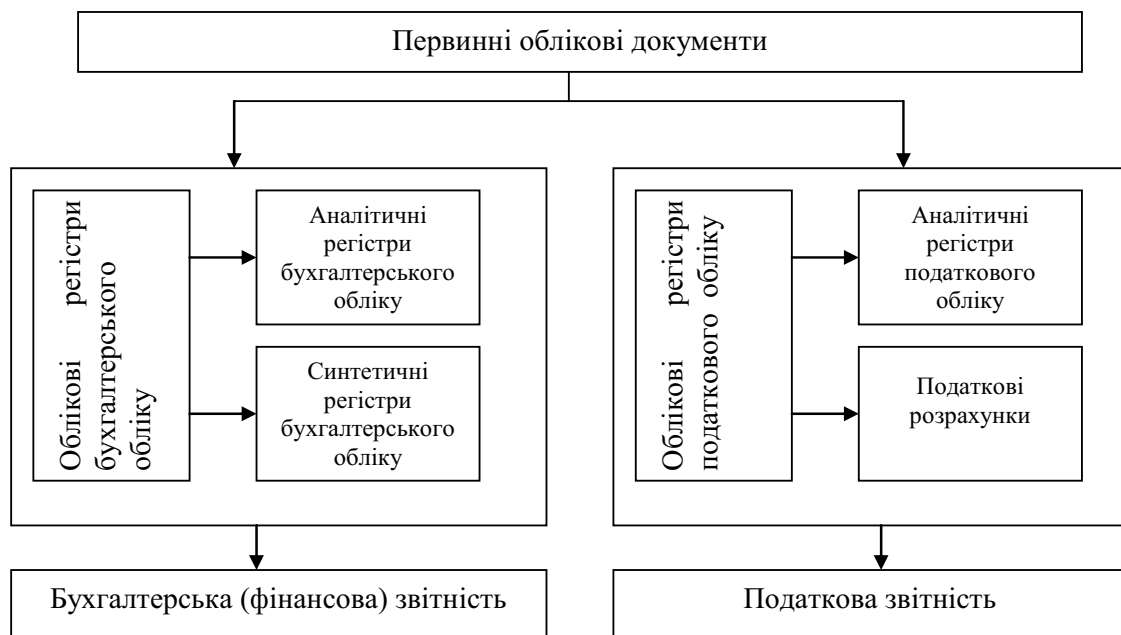 Первинні облікові документи
Облікові регістри
бухгалтерського
обліку
Аналітичні
регістри
бухгалтерського
обліку
Синтетичні
регістри
бухгалтерського
обліку
Облікові регістри
податкового обліку
Аналітичні
регістри
податкового
обліку
Податкові
розрахунки
Бухгалтерська (фінансова) звітність
Податкова звітність